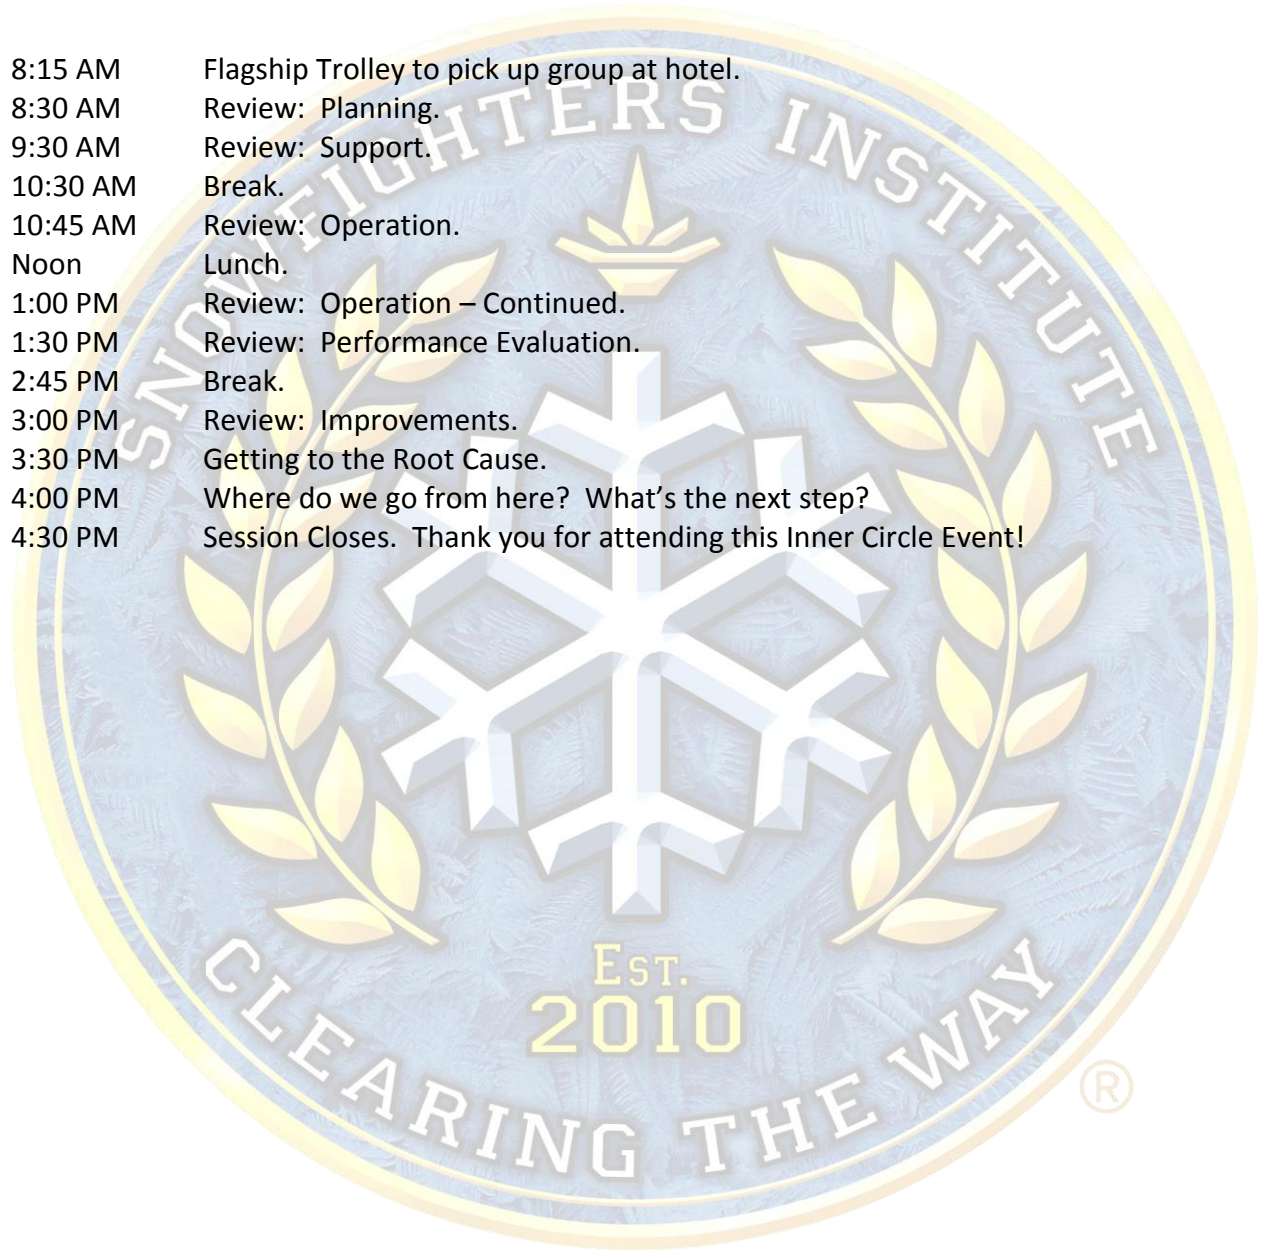 8:15 AM Flagship Trolley to pick up group at hotel.
8:30 AM Review:  Planning.
9:30 AM Review:  Support.
10:30 AM Break.
10:45 AM Review:  Operation.
Noon Lunch.
1:00 PM Review:  Operation – Continued.
1:30 PM Review:  Performance Evaluation.
2:45 PM Break.
3:00 PM Review:  Improvements.
3:30 PM Getting to the Root Cause.
4:00 PM Where do we go from here?  What’s the next step?
4:30 PM Session Closes.  Thank you for attending this Inner Circle Event!
SNOWFIGHTERS INSTITUTE
EST.
2010
CLEARING THE WAY
®